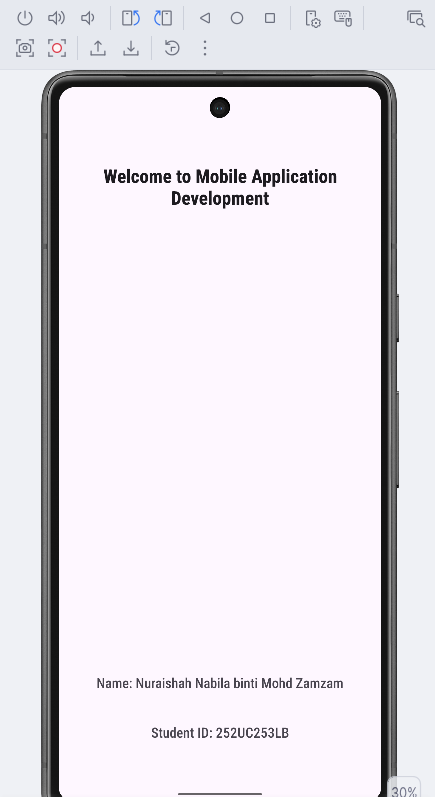 Welcome to Mobile Application
Development
Name: Nuraishah Nabila binti Mohd Zamzam
Student ID: 252UC253LB
30%